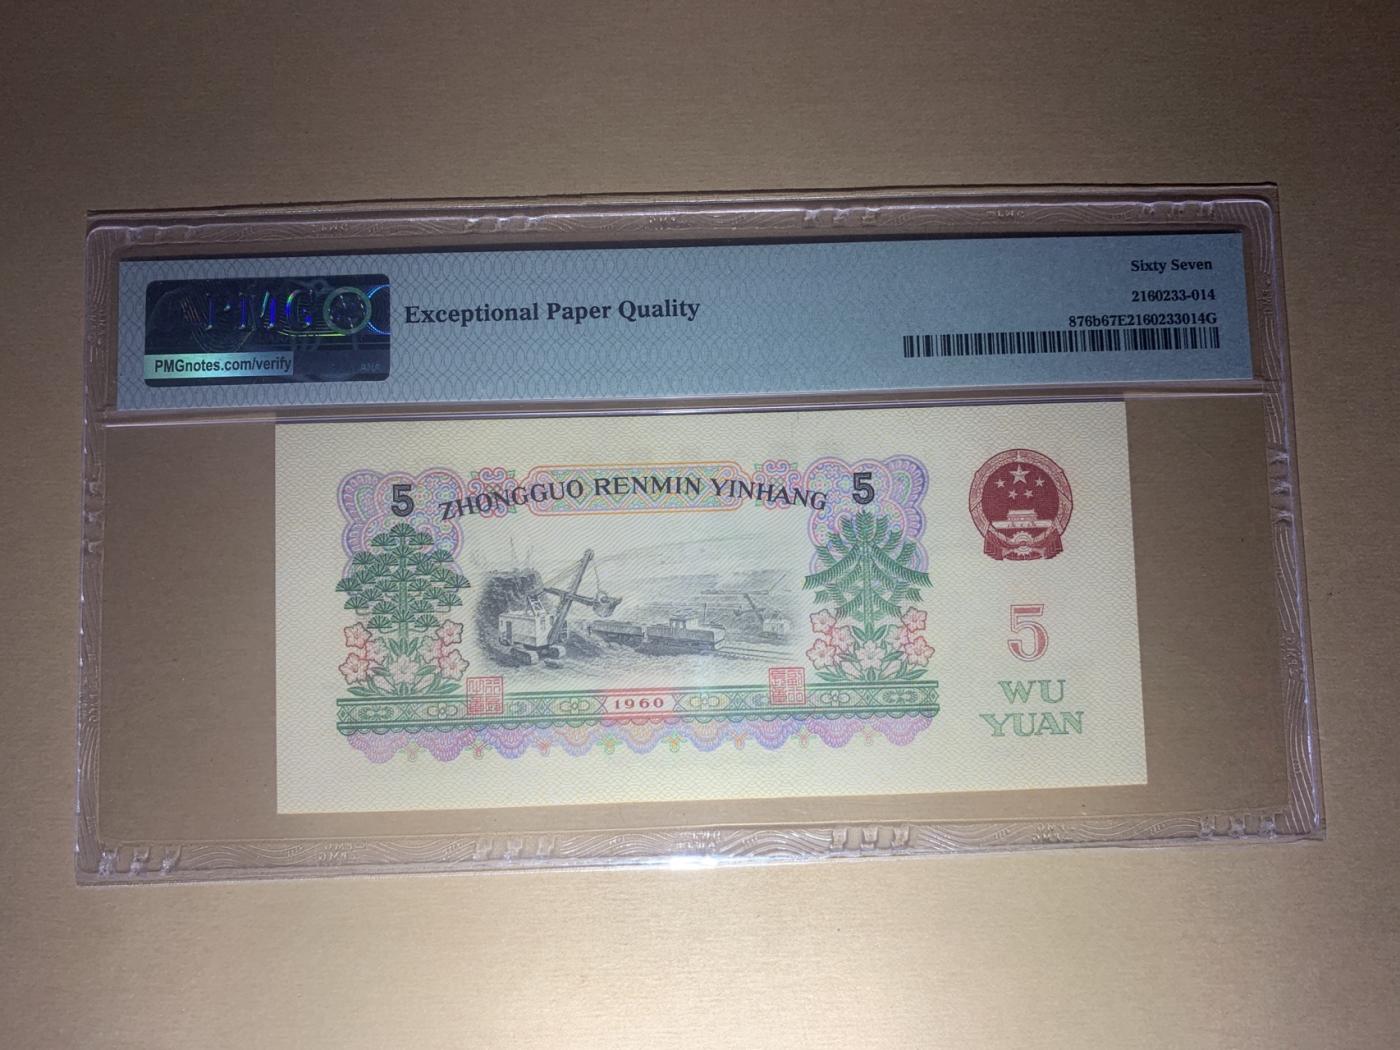 PMG
PMGnotes.com/verify
Exceptional Paper Quality
Sixty Seven
2160233-014
876b67E2160233014G
5 ZHONGGUO RENMIN YINHANG 5
1960
5
WU
YUAN